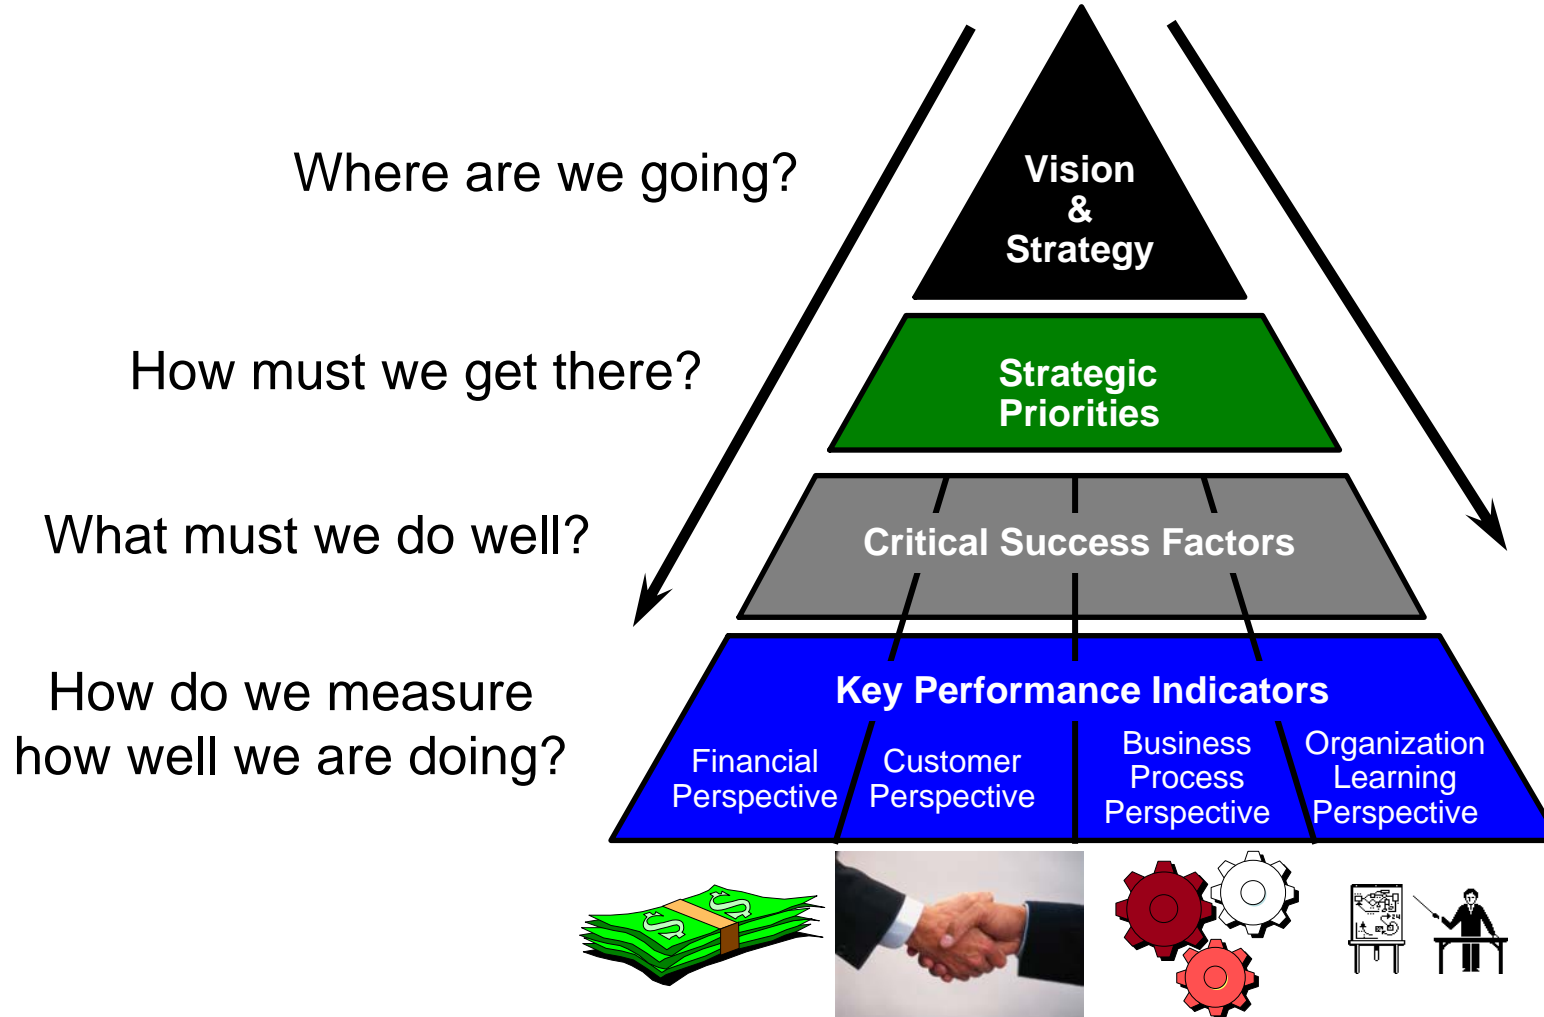 Where are we going?
Vision
&
Strategy
How must we get there?
Strategic
Priorities
What must we do well?
Critical Success Factors
How do we measure
how well we are doing?
Key Performance Indicators
Financial
Perspective
Customer
Perspective
Business
Process
Perspective
Organization
Learning
Perspective
$ $